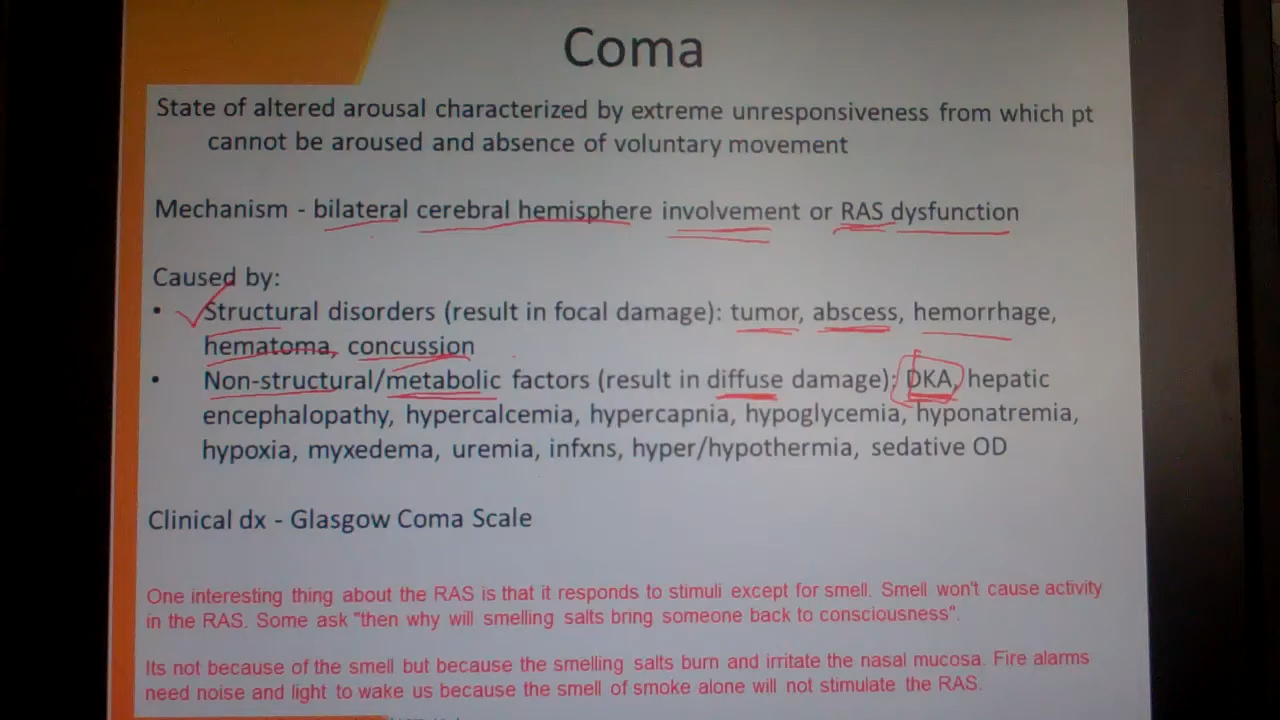 Coma
State of altered arousal characterized by extreme unresponsiveness from which pt
cannot be aroused and absence of voluntary movement
Mechanism - bilateral cerebral hemisphere involvement or RAS dysfunction
Caused by:
• Structural disorders (result in focal damage): tumor, abscess, hemorrhage,
hematoma, concussion
• Non-structural/metabolic factors (result in diffuse damage): DKA, hepatic
encephalopathy, hypercalcemia, hypercapnia, hypoglycemia, hyponatremia,
hypoxia, myxedema, uremia, infxns, hyper/hypothermia, sedative OD
Clinical dx - Glasgow Coma Scale
One interesting thing about the RAS is that it responds to stimuli except for smell. Smell won't cause activity
in the RAS. Some ask "then why will smelling salts bring someone back to consciousness".
Its not because of the smell but because the smelling salts burn and irritate the nasal mucosa. Fire alarms
need noise and light to wake us because the smell of smoke alone will not stimulate the RAS.